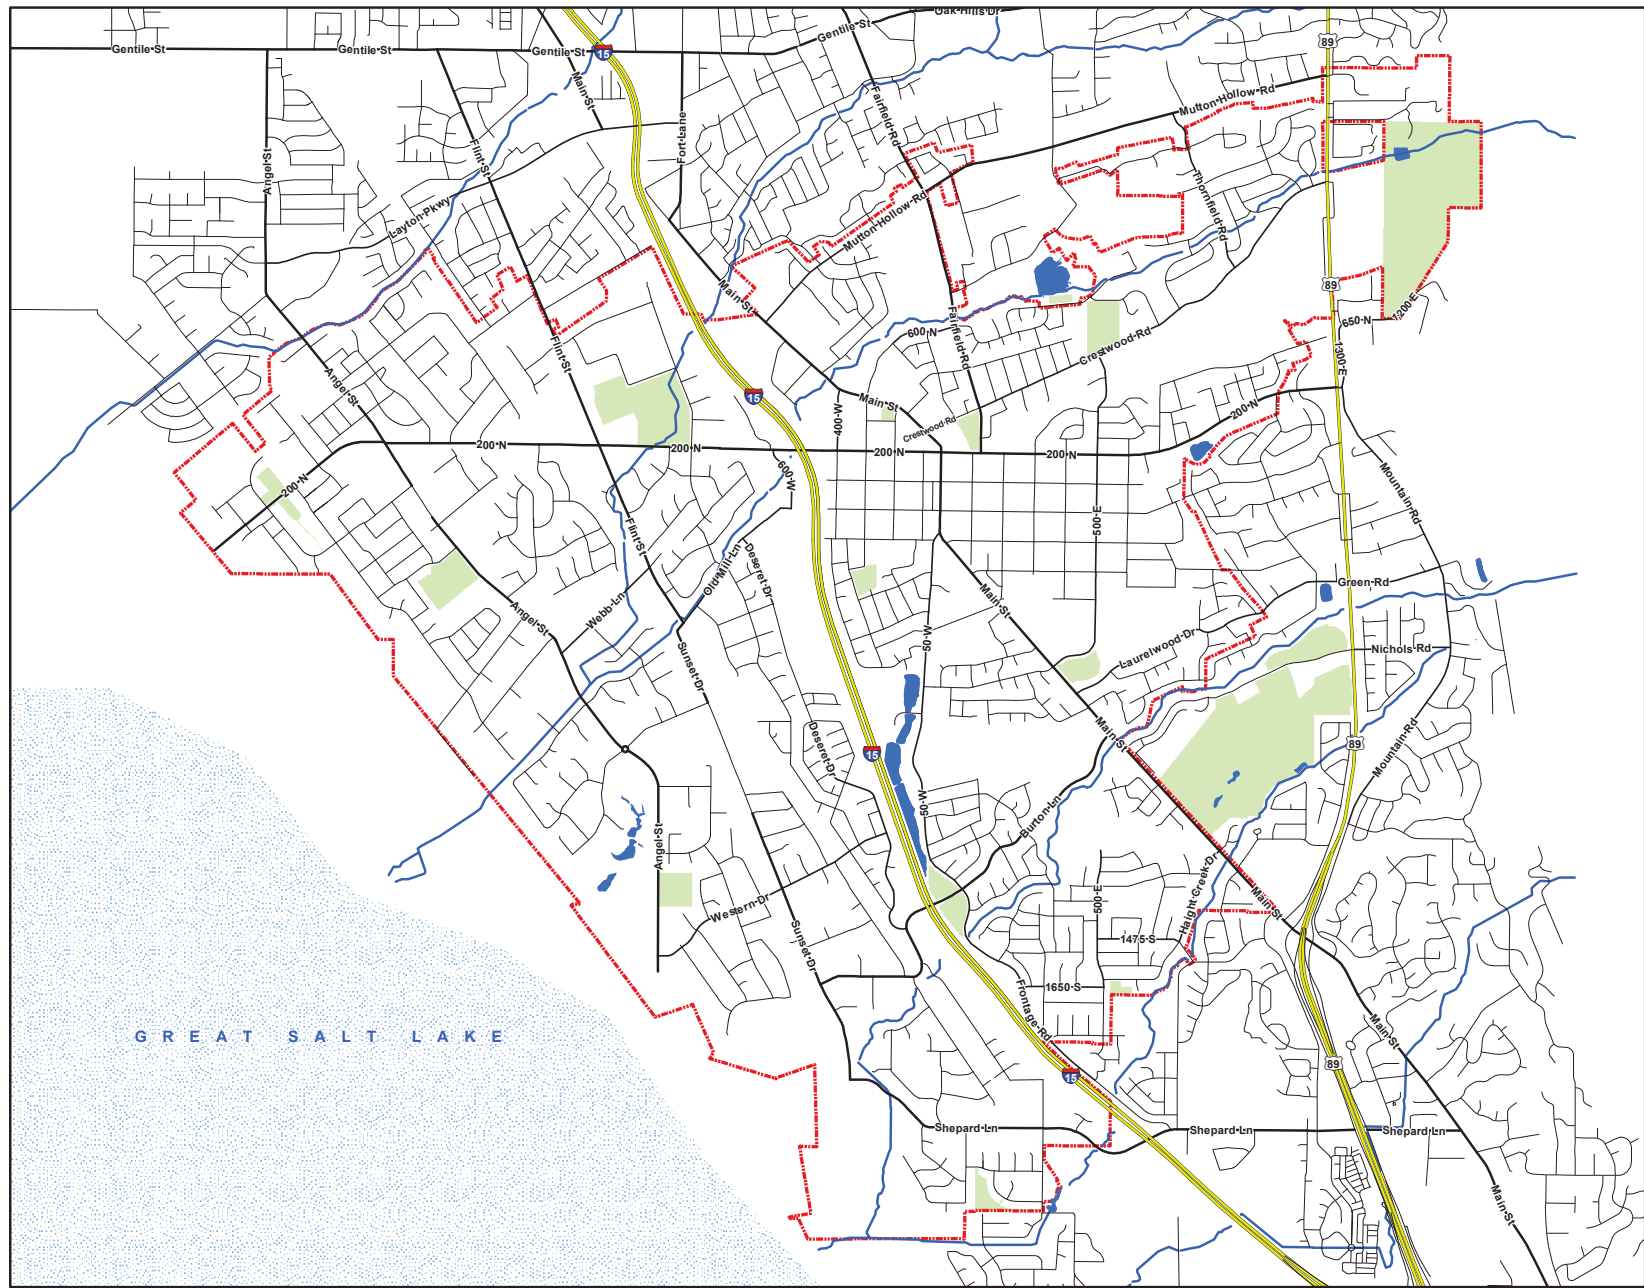 Oak Hills Dr
Gentile St
Gentile St
Gentile St
Gentile St
15
89
Main St
Fairfield Rd
Mutton Hollow Rd
Fort Lane
Flint St
Angel St
Thornfield Rd
Layton Pkwy
Mutton Hollow Rd
89
Main St
1200 E
650 N
600 N
Fairfield Rd
Crestwood Rd
1300 E
Flint St
Angel St
15
Main St
400 W
200 N
Crestwood Rd
200 N
200 N
200 N
200 N
200 N
600 W
Mountain Rd
500 E
Flint St
Old Mill Ln
Deseret Dr
Green Rd
Main St
Webb Ln
Angel St
50 W
Laurelwood Dr
Nichols Rd
Sunset Dr
Main St
Deseret Dr
15
89
Mountain Rd
50 W
Burton Ln
Angel St
Haight Creek Dr
500 E
Main St
Western Dr
Sunset Dr
1475 S
1650 S
Frontage Rd
GREAT SALT LAKE
Main St
89
15
Shepard Ln
Shepard Ln
Shepard Ln
Main St